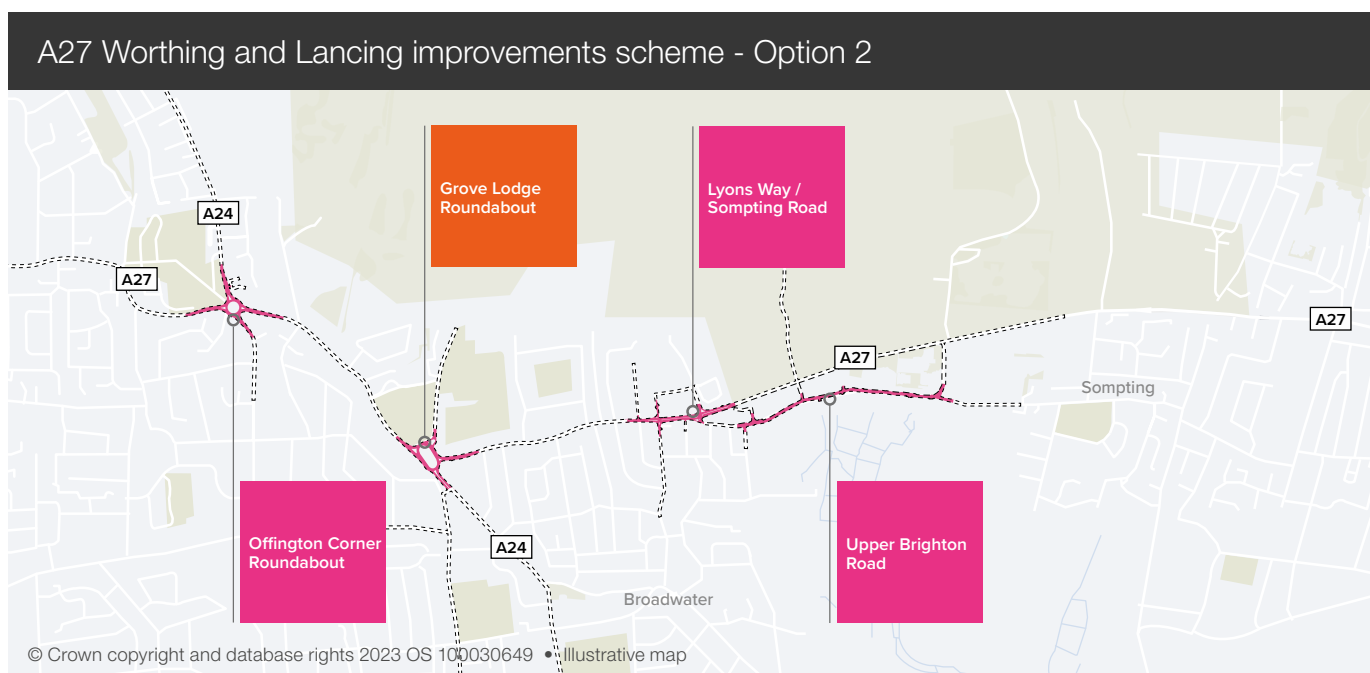 A27 Worthing and Lancing improvements scheme - Option 2
Grove Lodge
Roundabout
Lyons Way /
Sompting Road
A24
A27
A27
A27
Sompting
Offington Corner
Roundabout
A24
Upper Brighton
Road
Broadwater
© Crown copyright and database rights 2023 OS 100030649 • Illustrative map